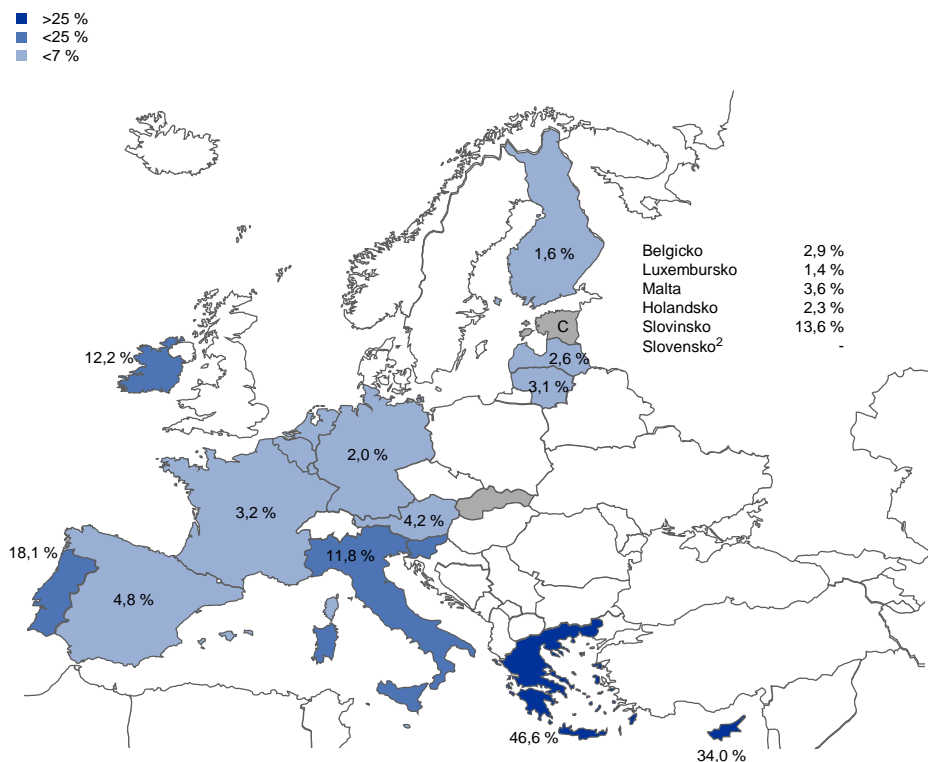 >25 %
<25 %
<7 %
1,6 %
Belgicko 2,9 %
Luxembursko 1,4 %
Malta 3,6 %
Holandsko 2,3 %
Slovinsko 13,6 %
Slovensko² -
C
12,2 %
2,6 %
3,1 %
2,0 %
3,2 %
4,2 %
18,1 %
11,8 %
4,8 %
46,6 %
34,0 %